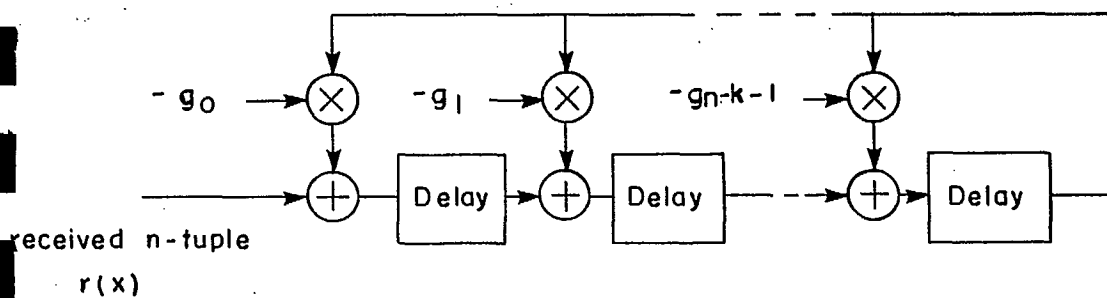 - g0 -g1 -gn-k-1
Delay Delay Delay
received n-tuple
r(x)